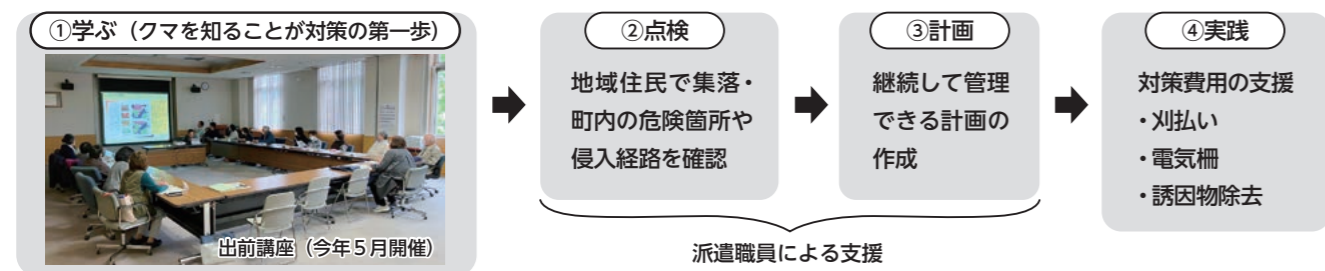 ①学ぶ（クマを知ることが対策の第一歩）
出前講座（今年５月開催）
②点検
地域住民で集落・
町内の危険箇所や
侵入経路を確認
③計画
継続して管理
できる計画の
作成
派遣職員による支援
④実践
対策費用の支援
・刈払い
・電気柵
・誘因物除去